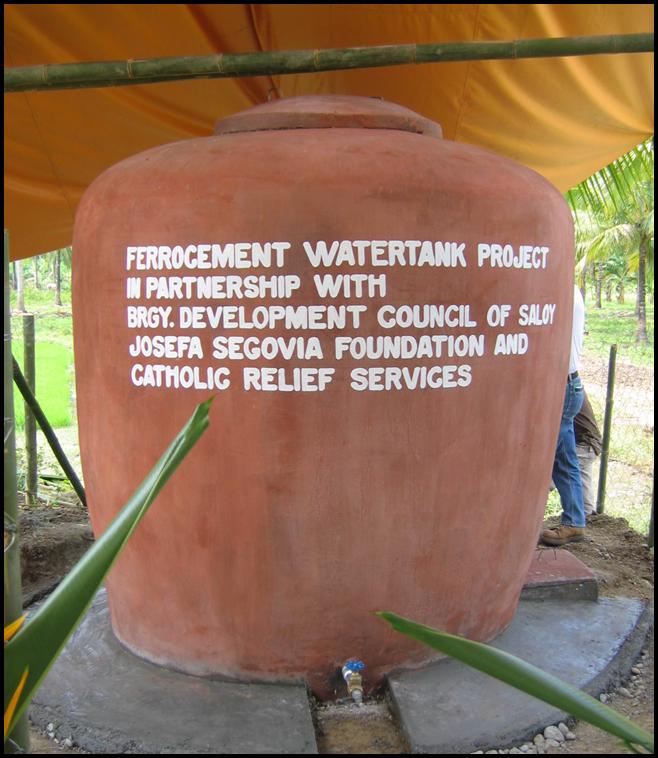 FERROCEMENT WATERTANK PROJECT
IN PARTNERSHIP WITH
BRGY. DEVELOPMENT COUNCIL OF SALOY
JOSEFA SEGOVIA FOUNDATION AND
CATHOLIC RELIEF SERVICES